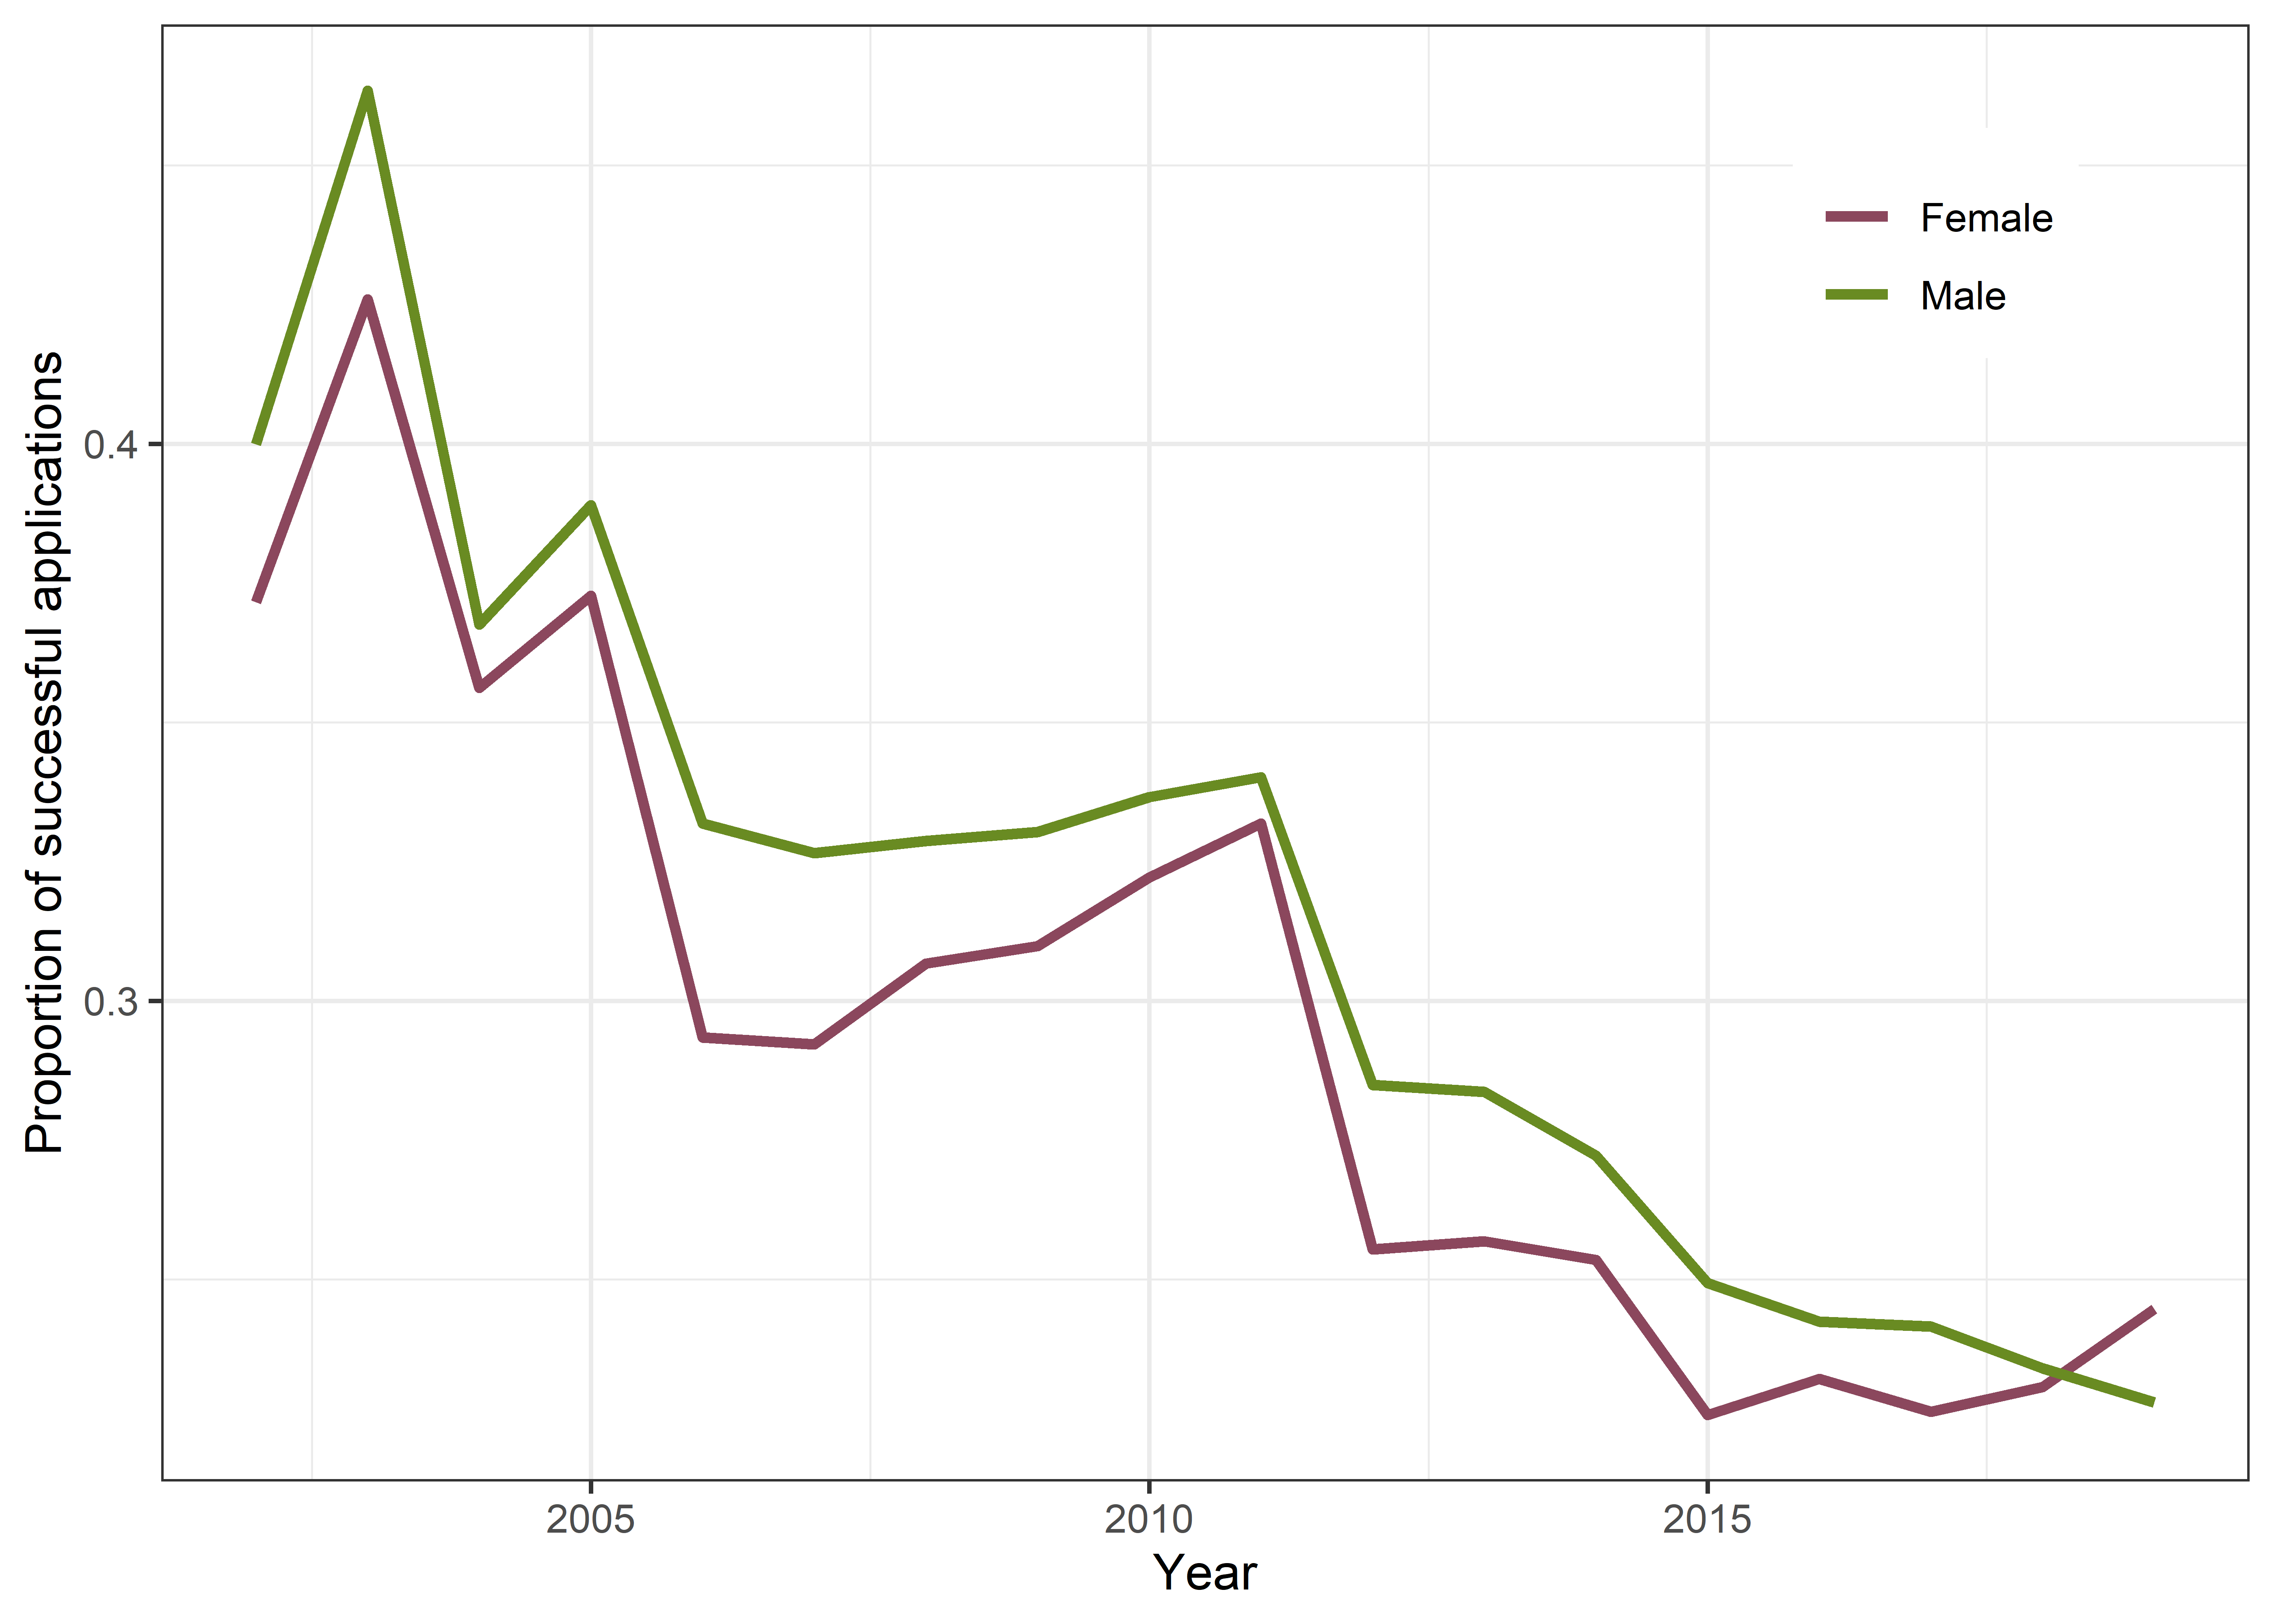 Proportion of successful applications
0.4
0.3
Female
Male
2005 2010 2015
Year